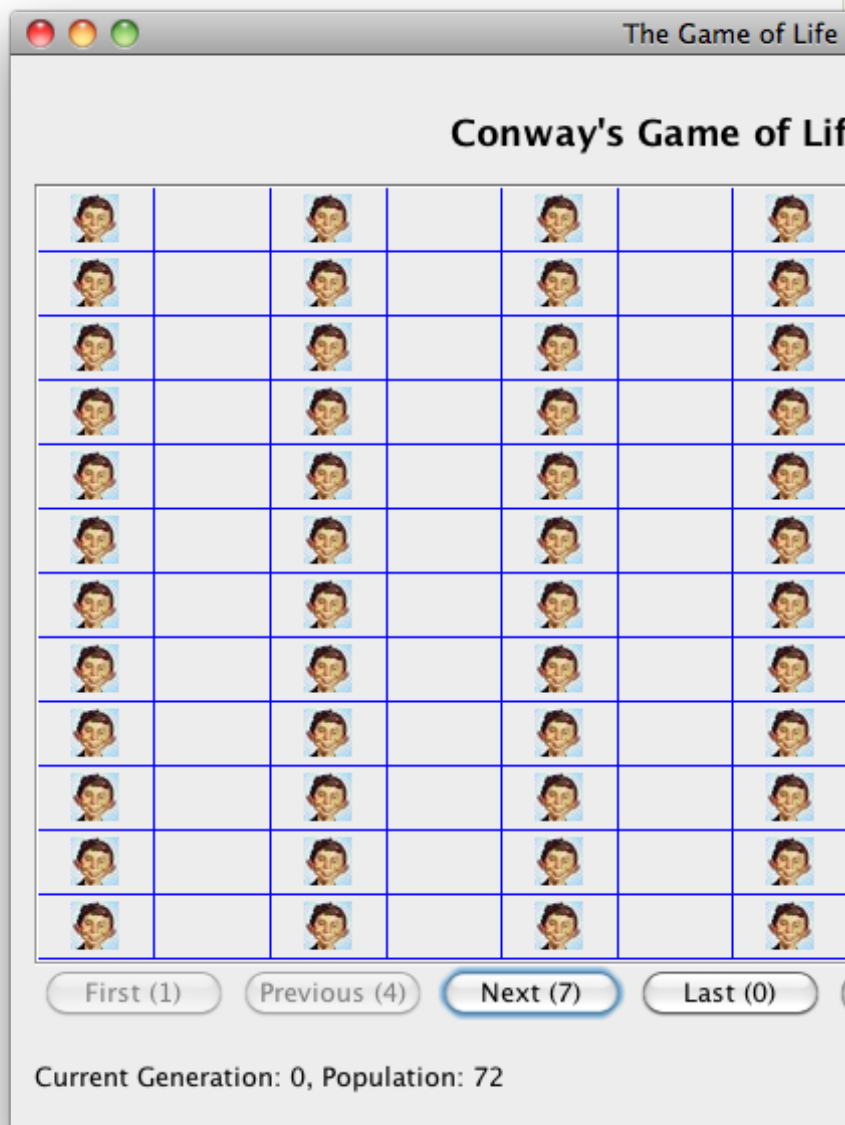 The Game of Life
Conway's Game of Lif
First (1) Previous (4) Next (7) Last (0)
Current Generation: 0, Population: 72